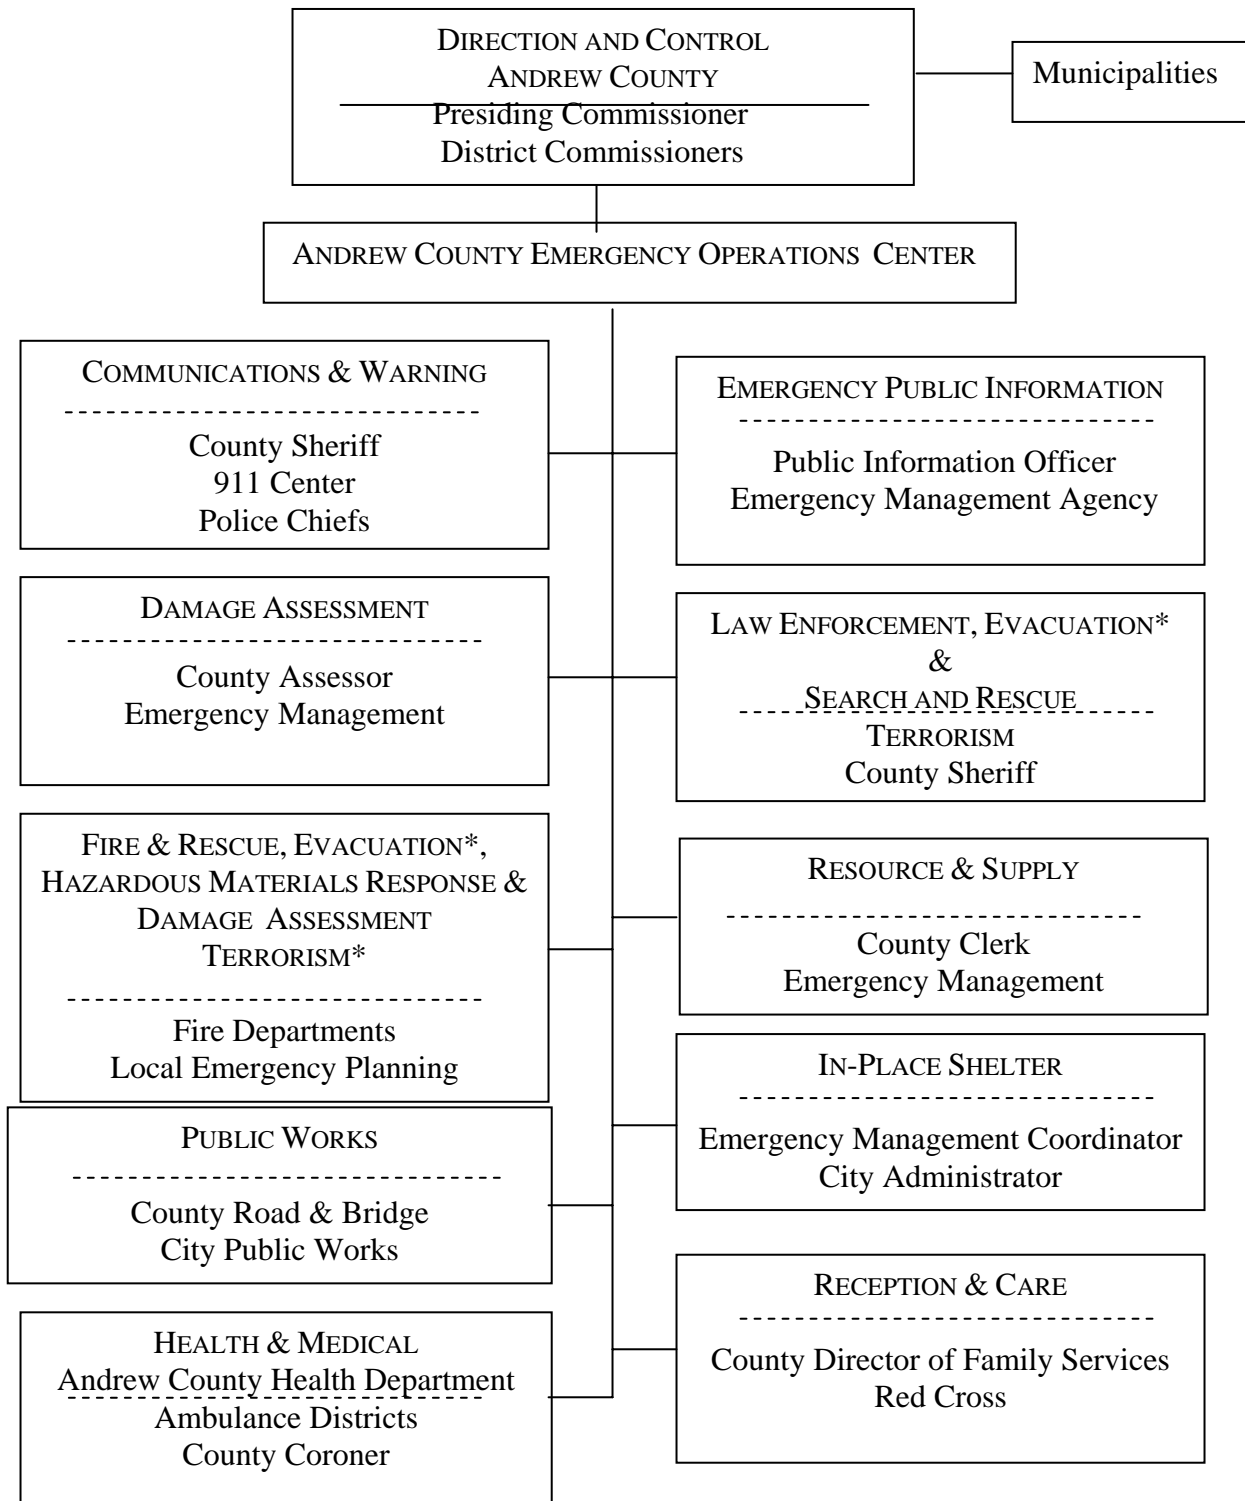 DIRECTION AND CONTROL
ANDREW COUNTY
Presiding Commissioner
District Commissioners
Municipalities
ANDREW COUNTY EMERGENCY OPERATIONS CENTER
COMMUNICATIONS & WARNING
County Sheriff
911 Center
Police Chiefs
EMERGENCY PUBLIC INFORMATION
Public Information Officer
Emergency Management Agency
DAMAGE ASSESSMENT
County Assessor
Emergency Management
LAW ENFORCEMENT, EVACUATION*
&
SEARCH AND RESCUE
TERRORISM
County Sheriff
FIRE & RESCUE, EVACUATION*,
HAZARDOUS MATERIALS RESPONSE &
DAMAGE ASSESSMENT
TERRORISM*
Fire Departments
Local Emergency Planning
RESOURCE & SUPPLY
County Clerk
Emergency Management
IN-PLACE SHELTER
Emergency Management Coordinator
City Administrator
PUBLIC WORKS
County Road & Bridge
City Public Works
RECEPTION & CARE
County Director of Family Services
Red Cross
HEALTH & MEDICAL
Andrew County Health Department
Ambulance Districts
County Coroner